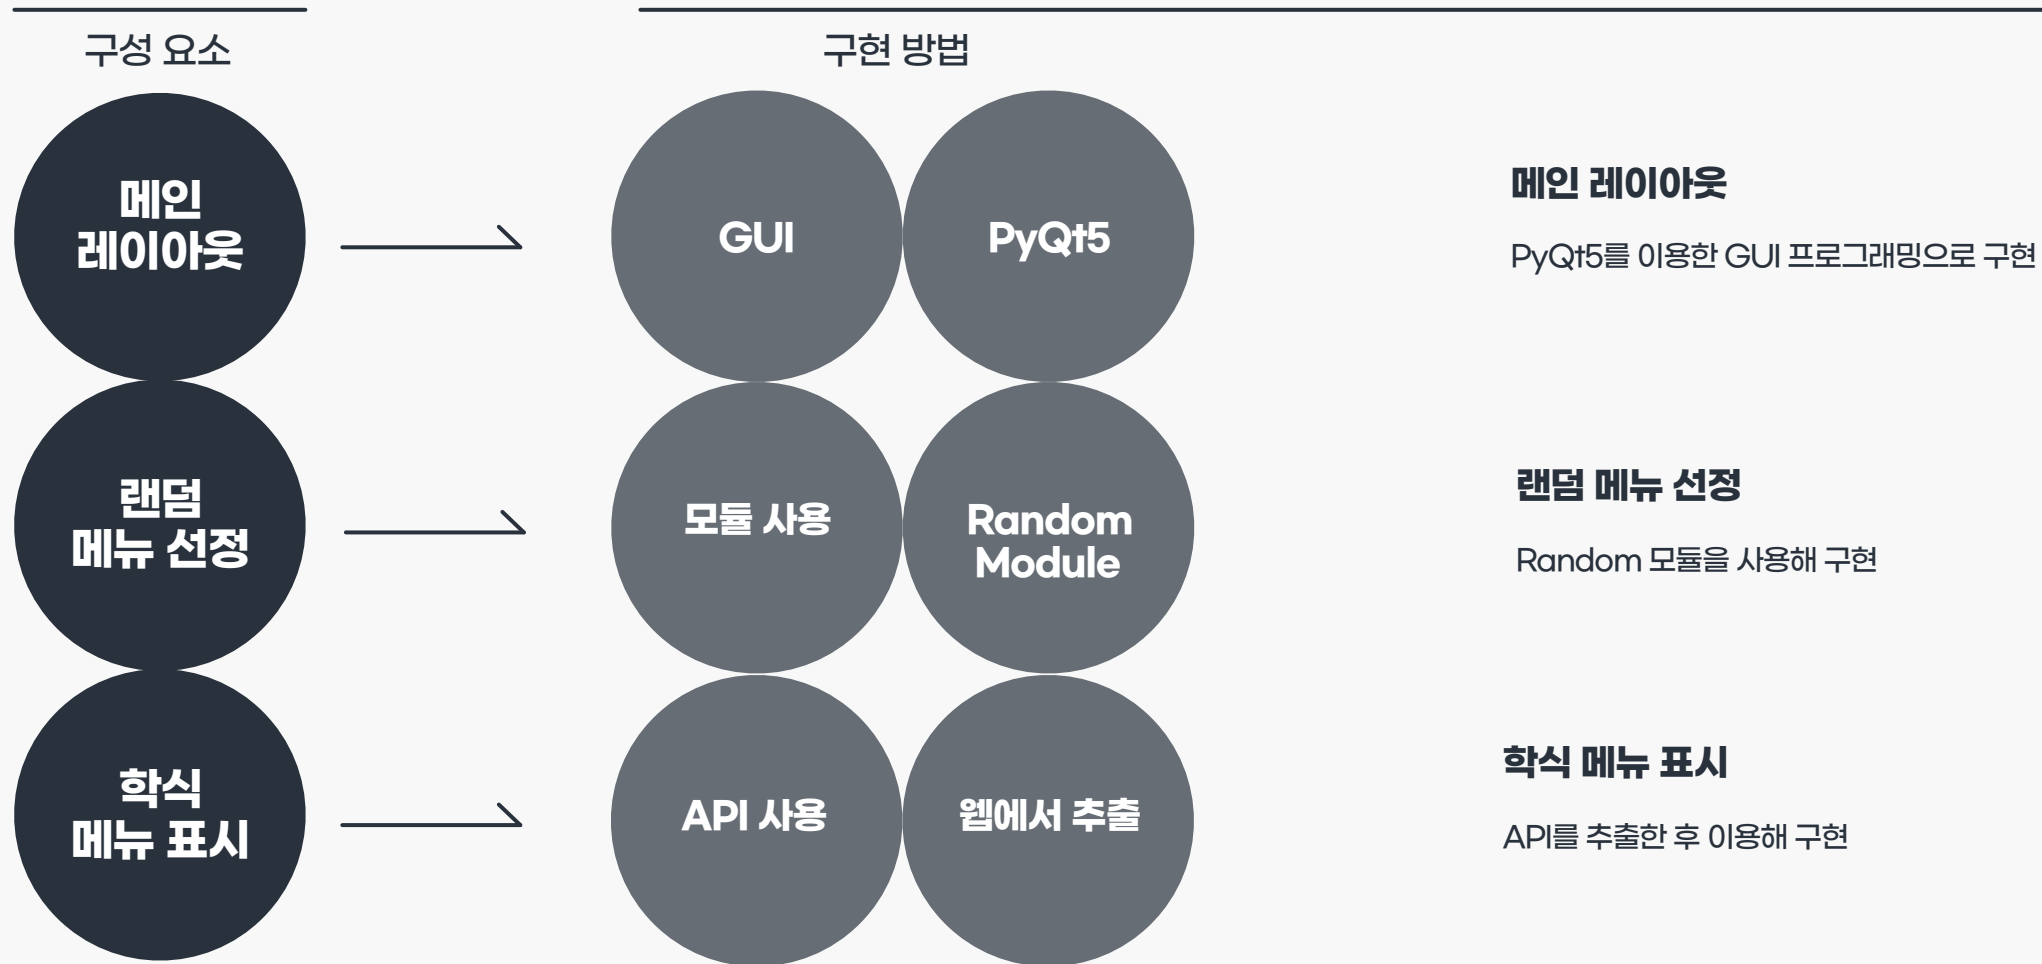 구성 요소
구현 방법
메인
레이아웃
GUI
PyQt5
메인 레이아웃
PyQt5를 이용한 GUI 프로그래밍으로 구현
랜덤
메뉴 선정
모듈 사용
Random
Module
랜덤 메뉴 선정
Random 모듈을 사용해 구현
학식
메뉴 표시
API 사용
웹에서 추출
학식 메뉴 표시
API를 추출한 후 이용해 구현